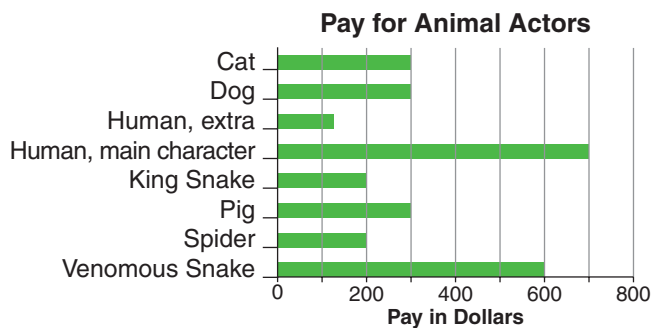 Pay for Animal Actors
Cat
Dog
Human, extra
Human, main character
King Snake
Pig
Spider
Venomous Snake
0 200 400 600 800
Pay in Dollars